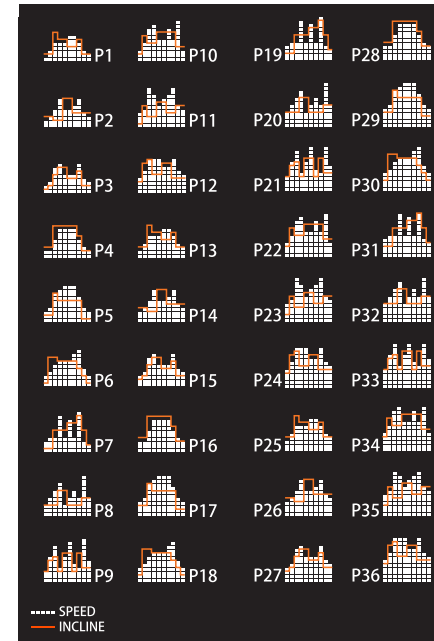 P1 P10 P19 P28
P2 P11 P20 P29
P3 P12 P21 P30
P4 P13 P22 P31
P5 P14 P23 P32
P6 P15 P24 P33
P7 P16 P25 P34
P8 P17 P26 P35
P9 P18 P27 P36
SPEED
INCLINE